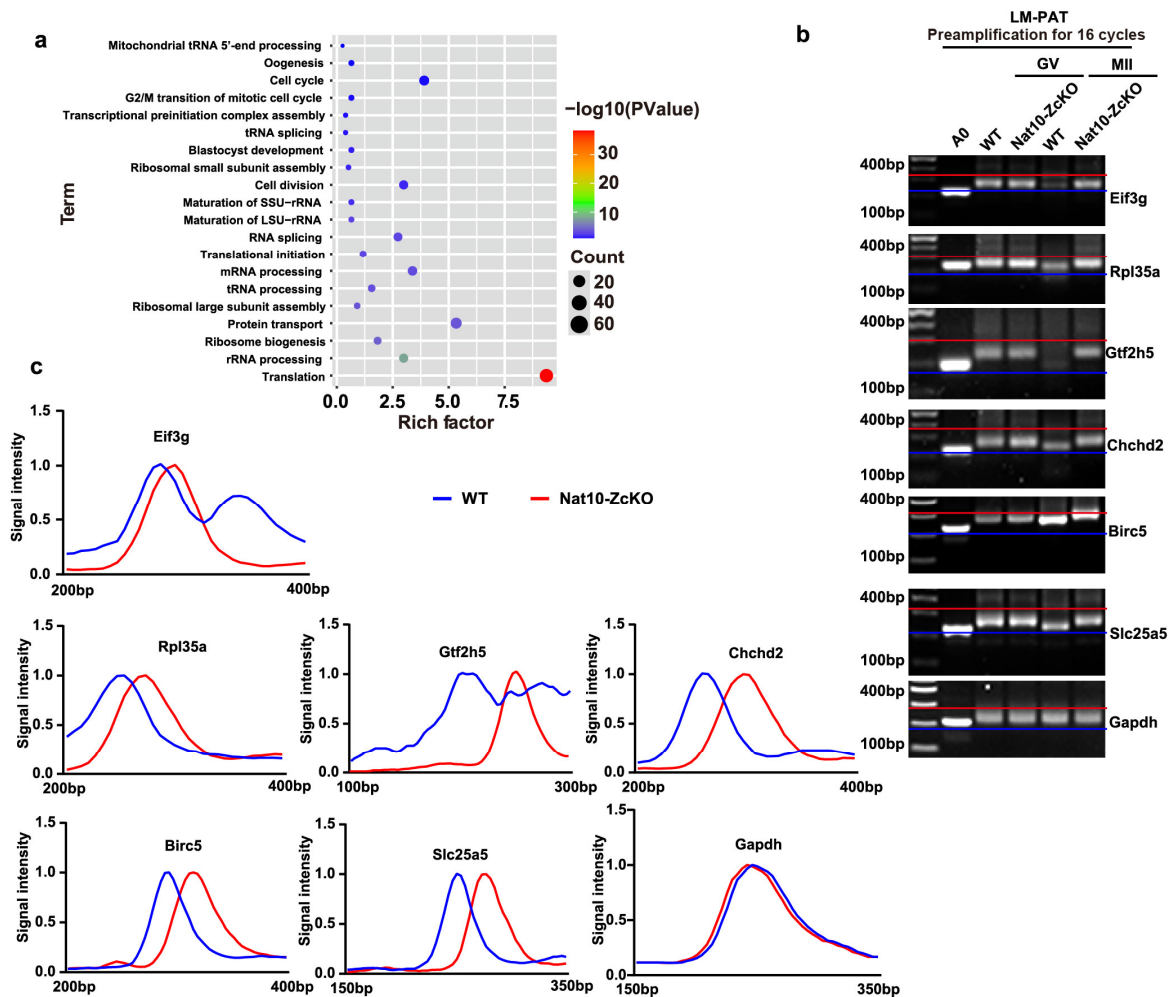 a
Term
Mitochondrial tRNA 5'-end processing
Oogenesis
Cell cycle
G2/M transition of mitotic cell cycle
Transcriptional preinitiation complex assembly
tRNA splicing
Blastocyst development
Ribosomal small subunit assembly
Cell division
Maturation of SSU-rRNA
Maturation of LSU-rRNA
RNA splicing
Translational initiation
mRNA processing
tRNA processing
Ribosomal large subunit assembly
Protein transport
Ribosome biogenesis
rRNA processing
Translation
0.0 2.5 5.0 7.5
Rich factor
−log10(PValue)
30
20
10
Count
20
40
60
b
LM-PAT
Preamplification for 16 cycles
GV MII
A0 WT Nat10-ZcKO WT Nat10-ZcKO
400bp
100bp
Eif3g
400bp
100bp
Rpl35a
400bp
100bp
Gtf2h5
400bp
100bp
Chchd2
400bp
100bp
Birc5
400bp
100bp
Slc25a5
400bp
100bp
Gapdh
c
WT Nat10-ZcKO
Eif3g
Signal intensity
1.5
1.0
0.5
0.0
200bp 400bp
Rpl35a
Signal intensity
1.5
1.0
0.5
0.0
200bp 400bp
Gtf2h5
Signal intensity
1.5
1.0
0.5
0.0
100bp 300bp
Chchd2
Signal intensity
1.5
1.0
0.5
0.0
200bp 400bp
Birc5
Signal intensity
1.5
1.0
0.5
0.0
200bp 400bp
Slc25a5
Signal intensity
1.5
1.0
0.5
0.0
150bp 350bp
Gapdh
Signal intensity
1.5
1.0
0.5
0.0
150bp 350bp